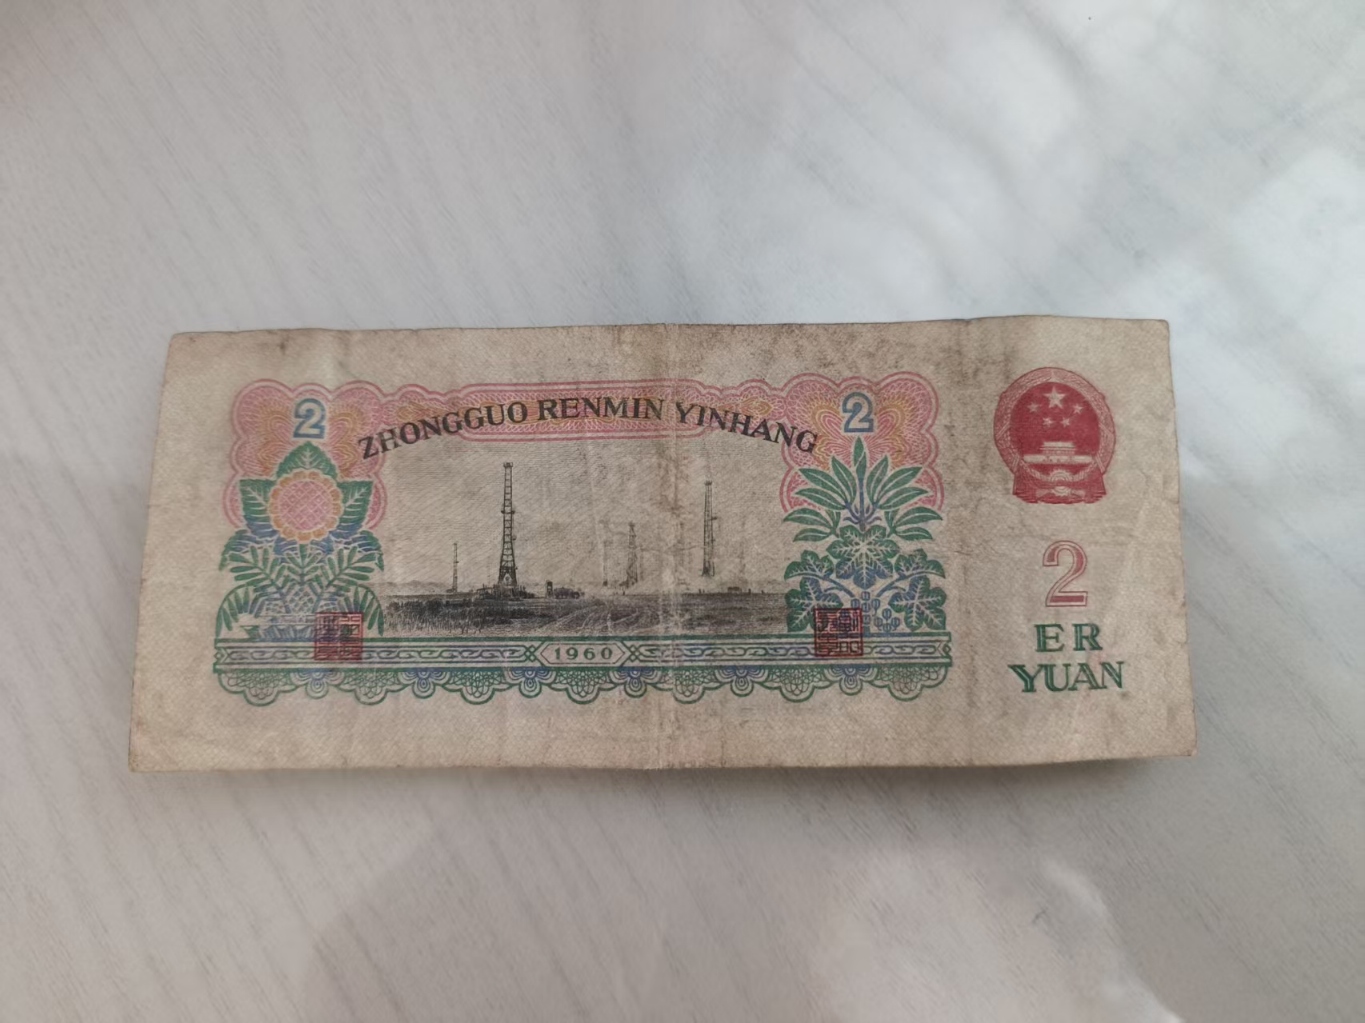 2
2
ZHONGGUO RENMIN YINHANG
1960
2
ER
YUAN